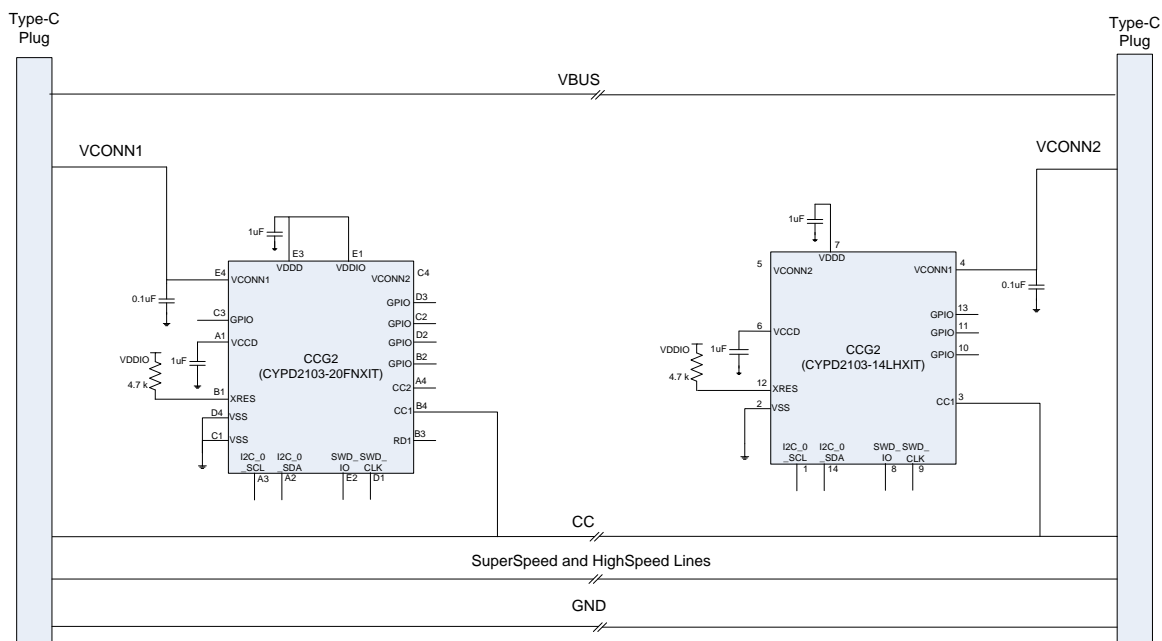 Type-C
Plug
Type-C
Plug
VBUS
VCONN1
VCONN2
1uF
E3
E1
VDDD
VDDIO
E4
VCONN1
VCONN2
C4
0.1uF
C3
GPIO
A1
VCCD
1uF
VDDIO
4.7 k
B1
XRES
D4
VSS
C1
VSS
GPIO
D3
GPIO
C2
GPIO
D2
GPIO
B2
CC2
A4
CC1
B4
RD1
B3
CCG2
(CYPD2103-20FNXIT)
I2C_0
_SCL
I2C_0
_SDA
SWD_
IO
SWD_
CLK
A3
A2
E2
D1
1uF
7
VDDD
5
VCONN2
VCONN1
4
0.1uF
GPIO
13
GPIO
11
GPIO
10
6
VCCD
1uF
VDDIO
4.7 k
12
XRES
2
VSS
CC1
3
CCG2
(CYPD2103-14LHXIT)
I2C_0
_SCL
I2C_0
_SDA
SWD_
IO
SWD_
CLK
1
14
8
9
CC
SuperSpeed and HighSpeed Lines
GND